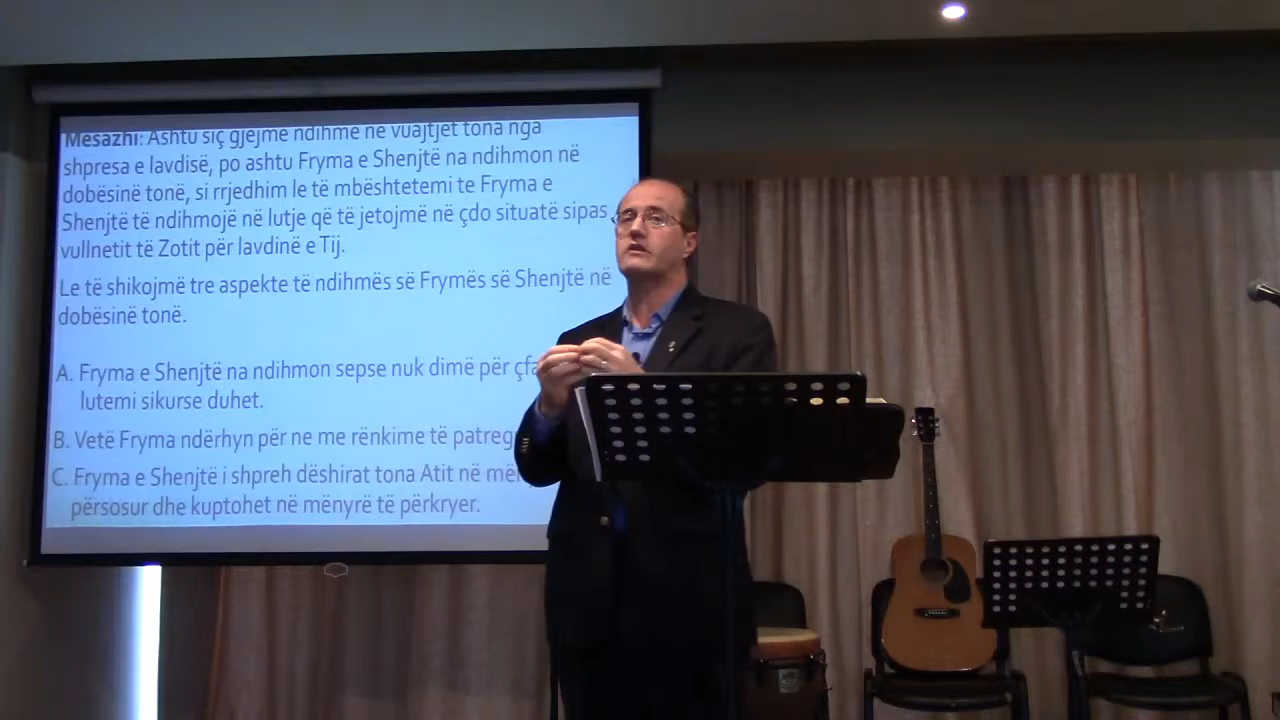 Mesazhi: Ashtu siç gjejmë ndihmë në vuajtjet tona nga
shpresa e lavdisë, po ashtu Fryma e Shenjtë na ndihmon në
dobësinë tonë, si rrjedhim le të mbështetemi te Fryma e
Shenjtë të ndihmojë në lutje që të jetojmë në çdo situatë sipas
vullnetit të Zotit për lavdinë e Tij.
Le të shikojmë tre aspekte të ndihmës së Frymës së Shenjtë në
dobësinë tonë.
A. Fryma e Shenjtë na ndihmon sepse nuk dimë për
lutemi sikurse duhet.
B. Vetë Fryma ndërhyn për ne me rënkime të
C. Fryma e Shenjtë i shpreh dëshirat tona Atit në
përsosur dhe kuptohet në mënyrë të përkryer.